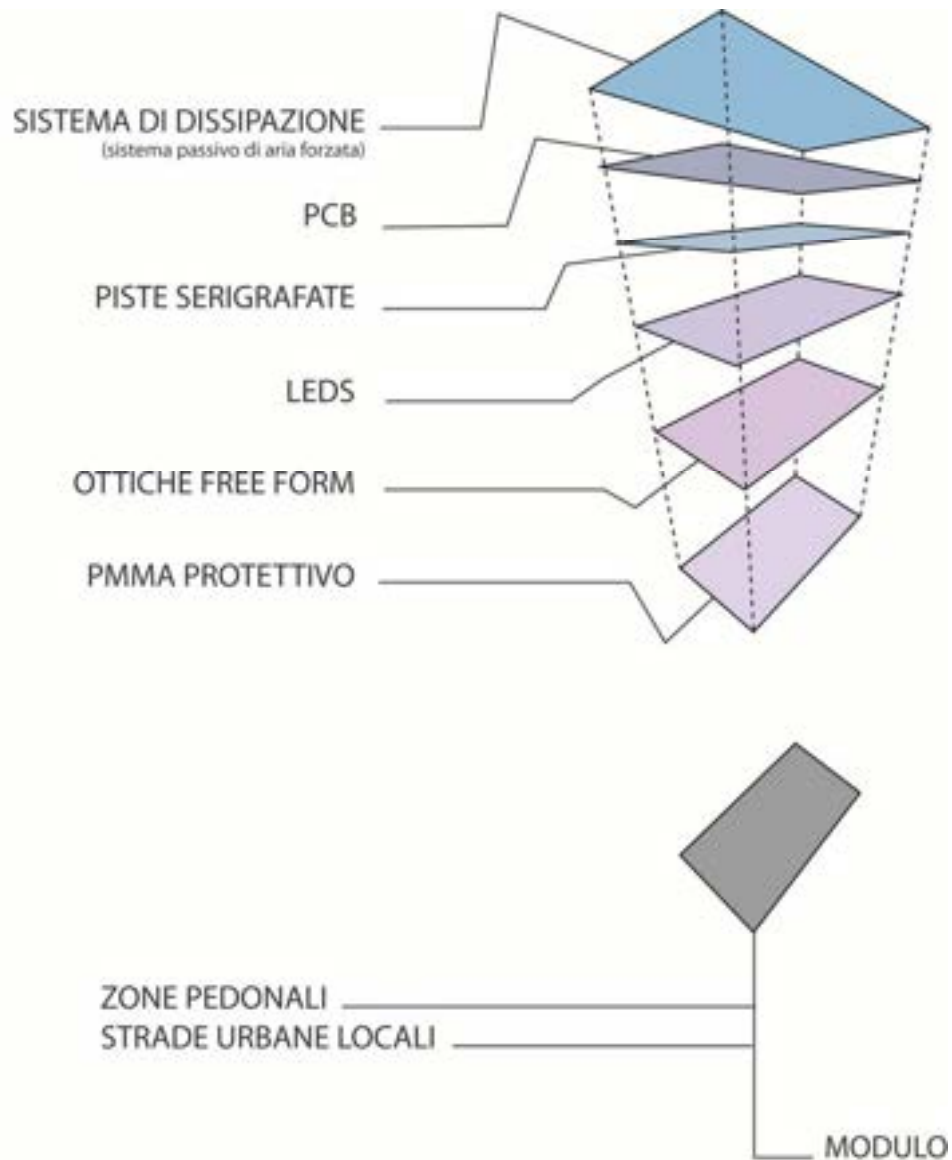 SISTEMA DI DISSIPAZIONE
(sistema passivo di aria forzata)
PCB
PISTE SERIGRAFATE
LEDS
OTTICHE FREE FORM
PMMA PROTETTIVO
ZONE PEDONALI
STRADE URBANE LOCALI
MODULO